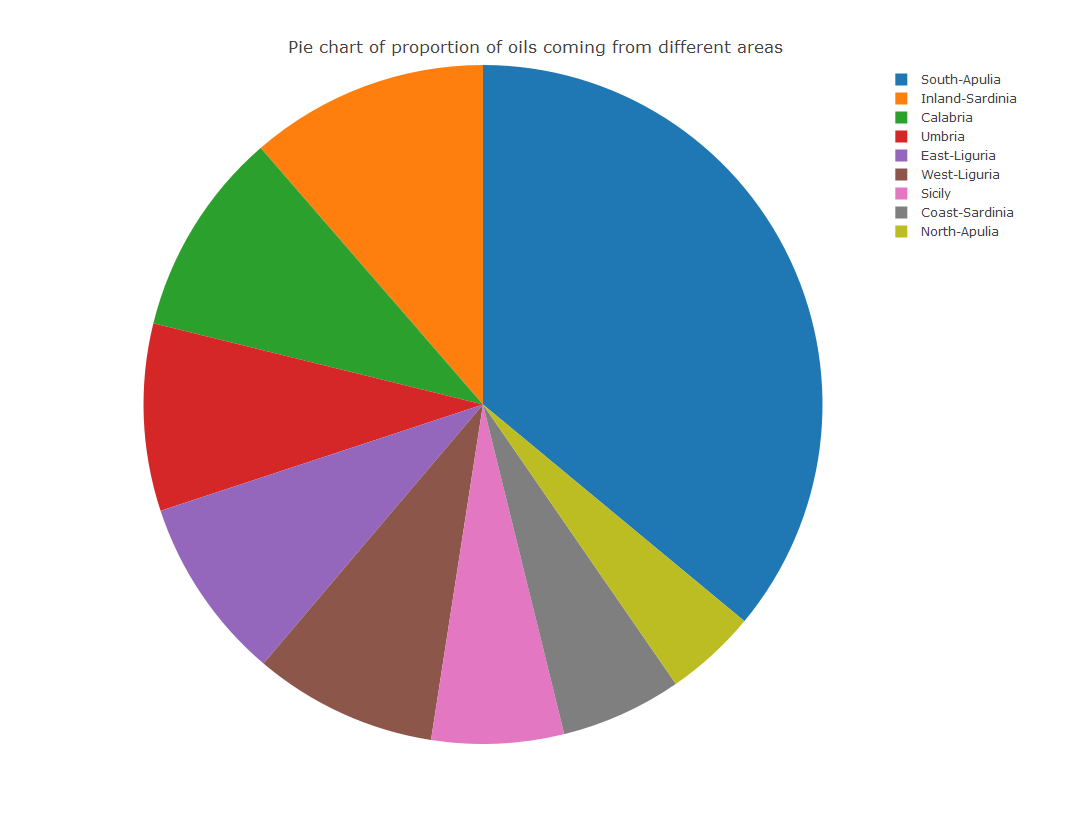 Pie chart of proportion of oils coming from different areas
South-Apulia
Inland-Sardinia
Calabria
Umbria
East-Liguria
West-Liguria
Sicily
Coast-Sardinia
North-Apulia